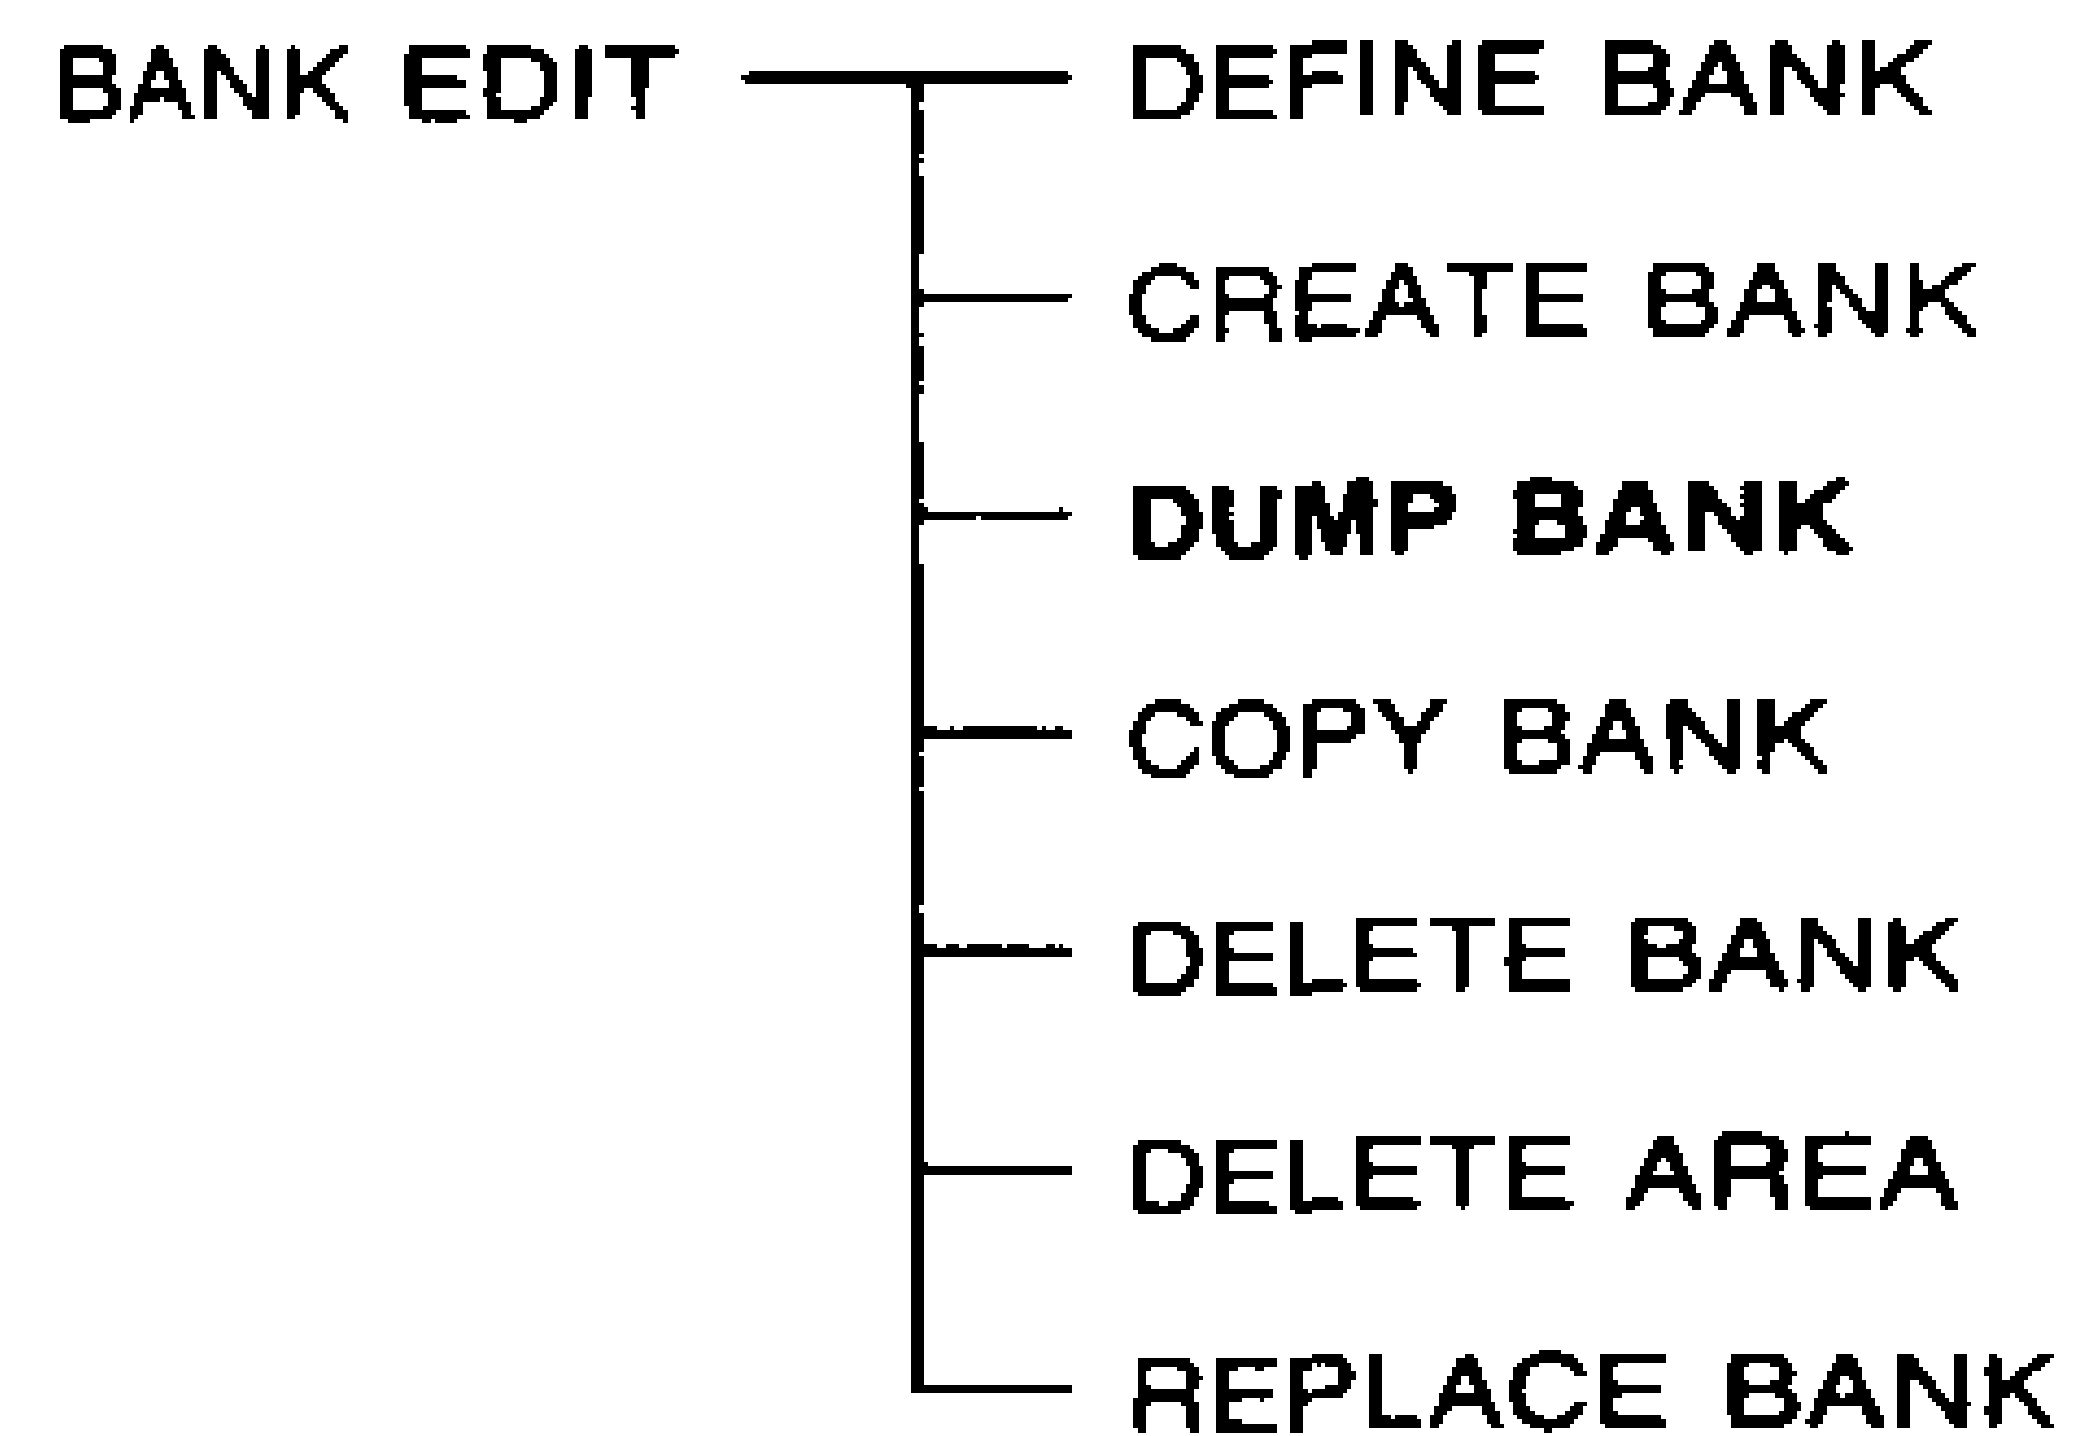 BANK EDIT DEFINE BANK
CREATE BANK
DUMP BANK
COPY BANK
DELETE BANK
DELETE AREA
REPLACE BANK